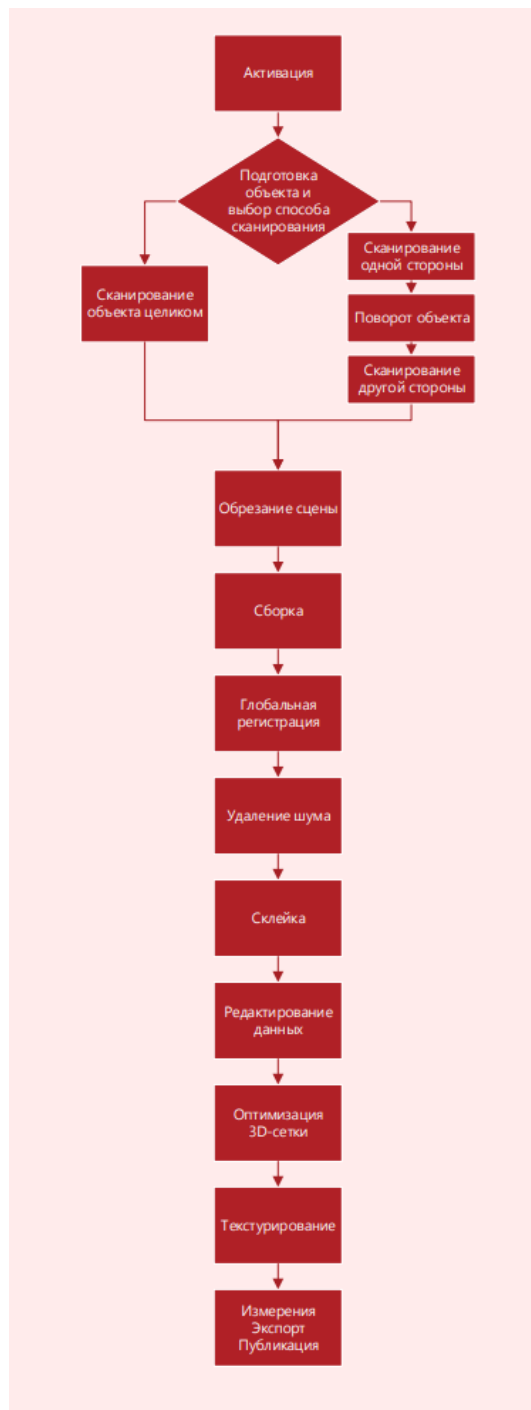 Активация
Подготовка
объекта и
выбор способа
сканирования
Сканирование
объекта целиком
Сканирование
одной стороны
Поворот объекта
Сканирование
другой стороны
Обрезание сцены
Сборка
Глобальная
регистрация
Удаление шума
Склейка
Редактирование
данных
Оптимизация
3D-сетки
Текстурирование
Измерения
Экспорт
Публикация